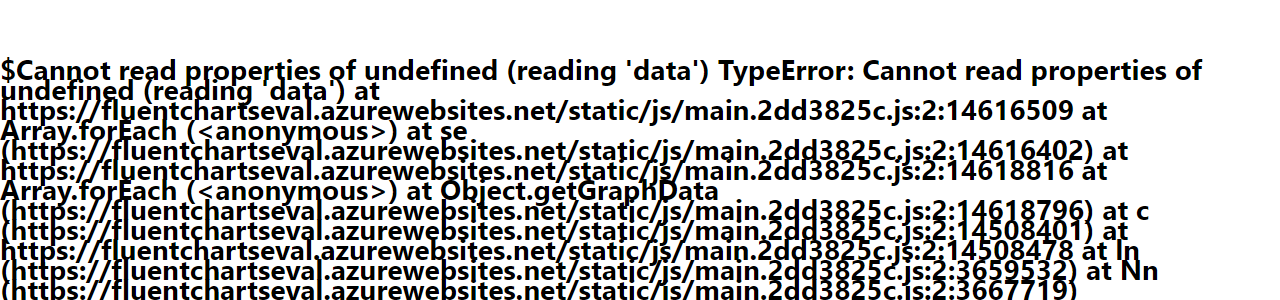 $Cannot read properties of undefined (reading 'data') TypeError: Cannot read properties of
undefined (reading 'data') at
https://fluentchartseval.azurewebsites.net/static/js/main.2dd3825c.js:2:14616509 at
Array.forEach (<anonymous>) at se
(https://fluentchartseval.azurewebsites.net/static/js/main.2dd3825c.js:2:14616402) at
https://fluentchartseval.azurewebsites.net/static/js/main.2dd3825c.js:2:14618816 at
Array.forEach (<anonymous>) at Object.getGraphData
(https://fluentchartseval.azurewebsites.net/static/js/main.2dd3825c.js:2:14618796) at c
(https://fluentchartseval.azurewebsites.net/static/js/main.2dd3825c.js:2:14508401) at
https://fluentchartseval.azurewebsites.net/static/js/main.2dd3825c.js:2:14508478 at ln
(https://fluentchartseval.azurewebsites.net/static/js/main.2dd3825c.js:2:3659532) at Nn
(https://fluentchartseval.azurewebsites.net/static/js/main.2dd3825c.js:2:3667719)